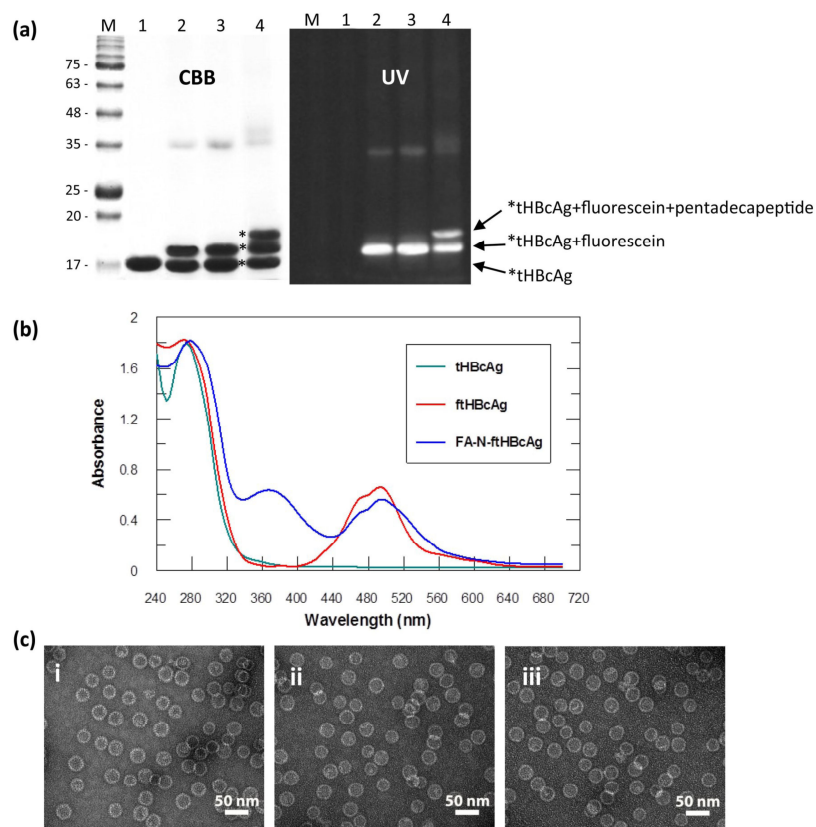 (a)
M 1 2 3 4
75 -
63 -
48 -
35 -
25 -
20 -
17 -
CBB
*
*
*
M 1 2 3 4
UV
*tHBcAg+fluorescein+pentadecapeptide
*tHBcAg+fluorescein
*tHBcAg
(b)
2
1.6
1.2
0.8
0.4
0
Absorbance
tHBcAg
ftHBcAg
FA-N-ftHBcAg
240 280 320 360 400 440 480 520 560 600 640 680 720
Wavelength (nm)
(c)
i
50 nm
ii
50 nm
iii
50 nm